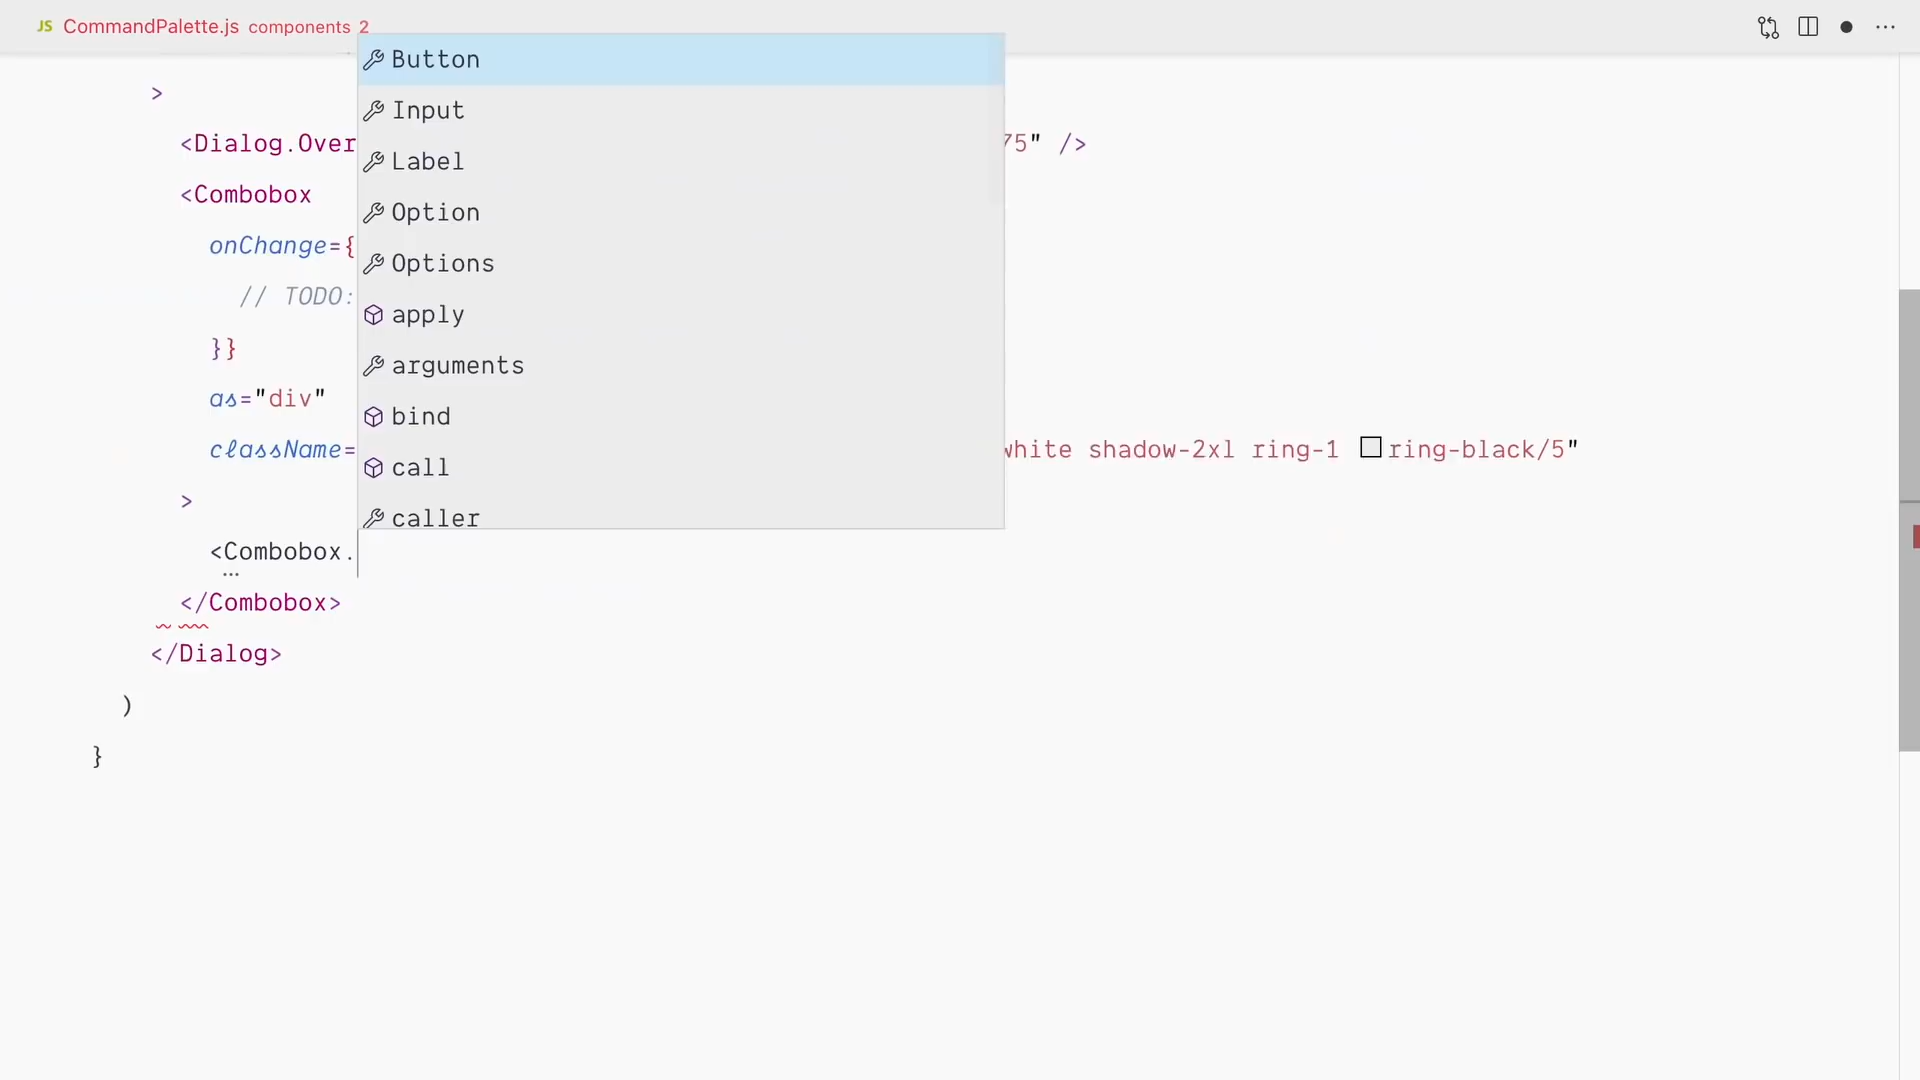 JS CommandPalette.js components 2
>
<Dialog.Over 75" />
<Combobox
onChange={
// TODO:
}}
as="div"
className= white shadow-2xl ring-1 ring-black/5"
>
<Combobox.
</Combobox>
</Dialog>
)
}
Button
Input
Label
Option
Options
apply
arguments
bind
call
caller